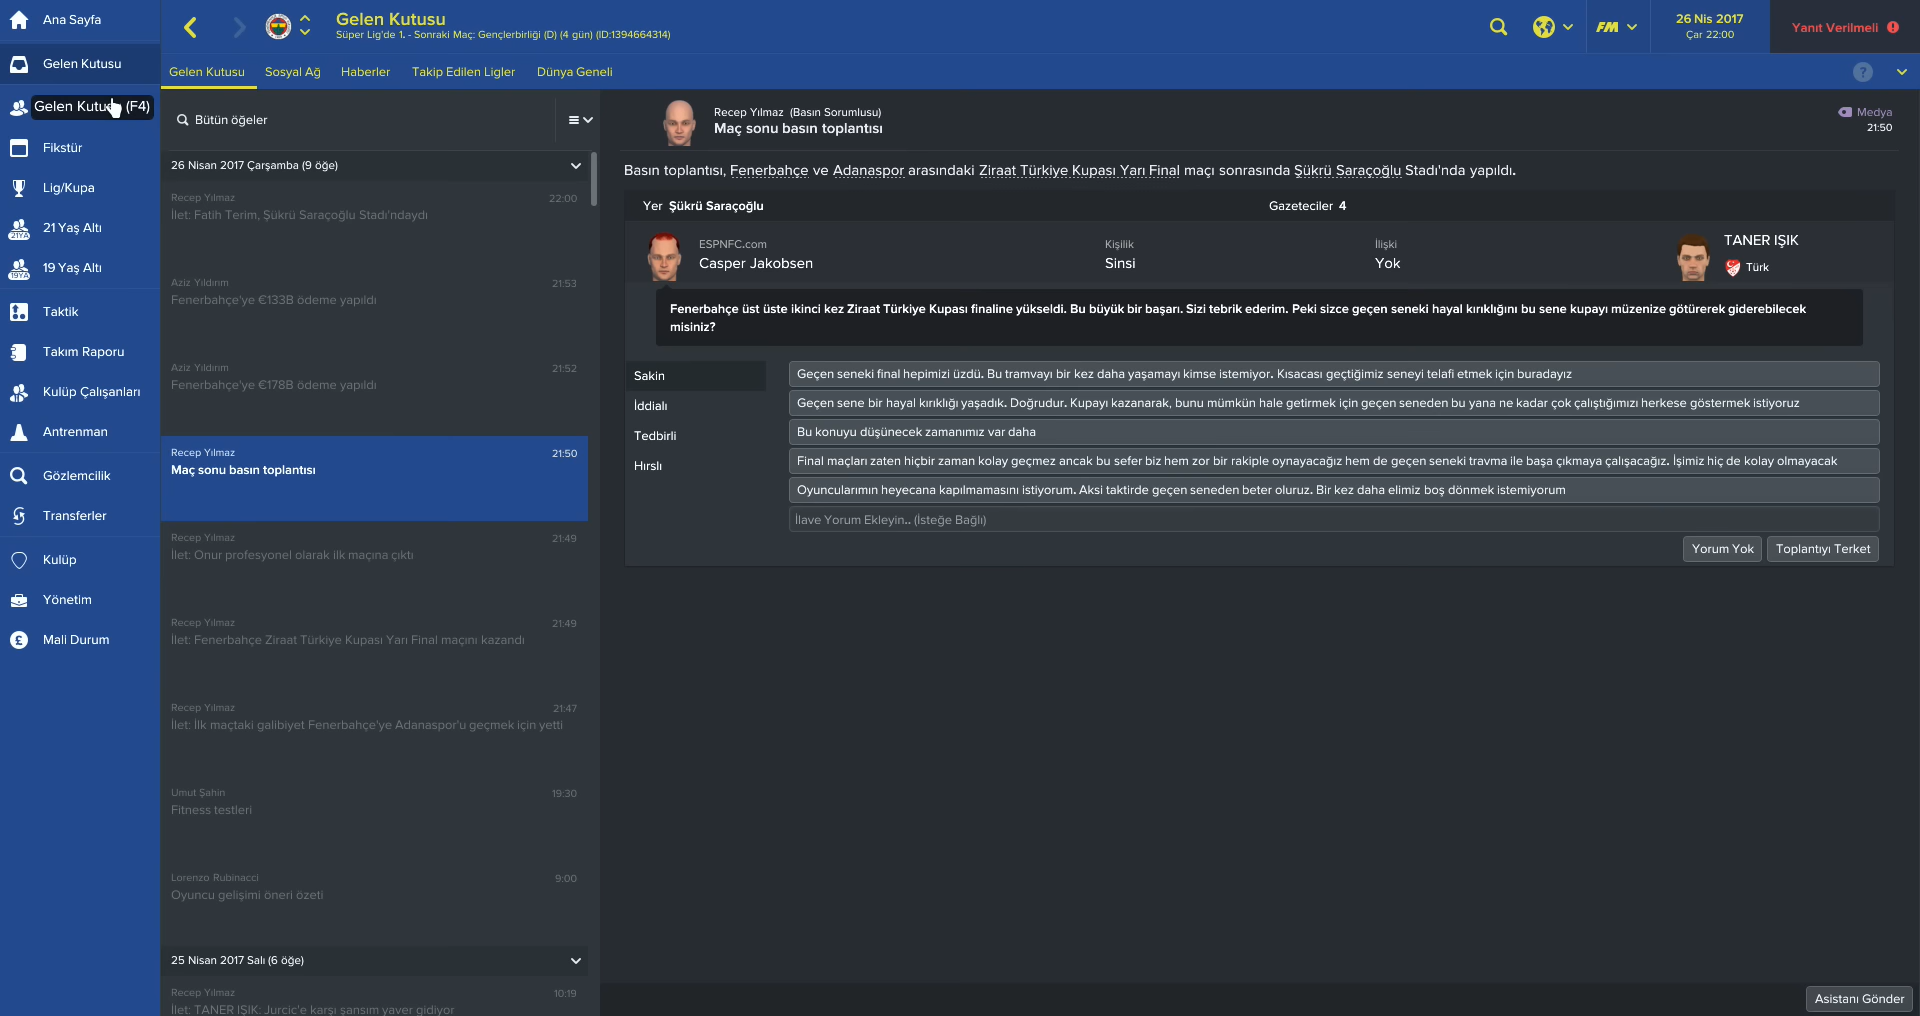 Ana Sayfa
Gelen Kutusu
Gelen Kutusu (F4)
Fikstür
Lig/Kupa
21YA
21 Yaş Altı
19YA
19 Yaş Altı
Taktik
Takım Raporu
Kulüp Çalışanları
Antrenman
Gözlemcilik
Transferler
Kulüp
Yönetim
Mali Durum
Gelen Kutusu
Süper Lig'de 1. - Sonraki Maç: Gençlerbirliği (D) (4 gün) (ID:1394664314)
FM
26 Nis 2017
Çar 22:00
Yanıt Verilmeli
Gelen Kutusu Sosyal Ağ Haberler Takip Edilen Ligler Dünya Geneli
?
Bütün öğeler
26 Nisan 2017 Çarşamba (9 öğe)
Recep Yılmaz 22:00
İlet: Fatih Terim, Şükrü Saraçoğlu Stadı'ndaydı
Aziz Yıldırım 21:53
Fenerbahçe'ye €133B ödeme yapıldı
Aziz Yıldırım 21:52
Fenerbahçe'ye €178B ödeme yapıldı
Recep Yılmaz 21:50
Maç sonu basın toplantısı
Recep Yılmaz 21:49
İlet: Onur profesyonel olarak ilk maçına çıktı
Recep Yılmaz 21:49
İlet: Fenerbahçe Ziraat Türkiye Kupası Yarı Final maçını kazandı
Recep Yılmaz 21:47
İlet: İlk maçtaki galibiyet Fenerbahçe'ye Adanaspor'u geçmek için yetti
Umut Şahin 19:30
Fitness testleri
Lorenzo Rubinacci 9:00
Oyuncu gelişimi öneri özeti
25 Nisan 2017 Salı (6 öğe)
Recep Yılmaz 10:19
İlet: TANER IŞIK: Jurcic'e karşı şansım yaver gidiyor
Recep Yılmaz (Basın Sorumlusu)
Maç sonu basın toplantısı
Medya
21:50
Basın toplantısı, Fenerbahçe ve Adanaspor arasındaki Ziraat Türkiye Kupası Yarı Final maçı sonrasında Şükrü Saraçoğlu Stadı'nda yapıldı.
Yer Şükrü Saraçoğlu Gazeteciler 4
ESPNFC.com
Casper Jakobsen
Kişilik
Sinsi
İlişki
Yok
TANER IŞIK
Türk
Fenerbahçe üst üste ikinci kez Ziraat Türkiye Kupası finaline yükseldi. Bu büyük bir başarı. Sizi tebrik ederim. Peki sizce geçen seneki hayal kırıklığını bu sene kupayı müzenize götürerek giderebilecek
misiniz?
Sakin
İddialı
Tedbirli
Hırslı
Geçen seneki final hepimizi üzdü. Bu tramvayı bir kez daha yaşamayı kimse istemiyor. Kısacası geçtiğimiz seneyi telafi etmek için buradayız
Geçen sene bir hayal kırıklığı yaşadık. Doğrudur. Kupayı kazanarak, bunu mümkün hale getirmek için geçen seneden bu yana ne kadar çok çalıştığımızı herkese göstermek istiyoruz
Bu konuyu düşünecek zamanımız var daha
Final maçları zaten hiçbir zaman kolay geçmez ancak bu sefer biz hem zor bir rakiple oynayacağız hem de geçen seneki travma ile başa çıkmaya çalışacağız. İşimiz hiç de kolay olmayacak
Oyuncularımın heyecana kapılmamasını istiyorum. Aksi taktirde geçen seneden beter oluruz. Bir kez daha elimiz boş dönmek istemiyorum
İlave Yorum Ekleyin.. (İsteğe Bağlı)
Yorum Yok Toplantıyı Terket
Asistanı Gönder